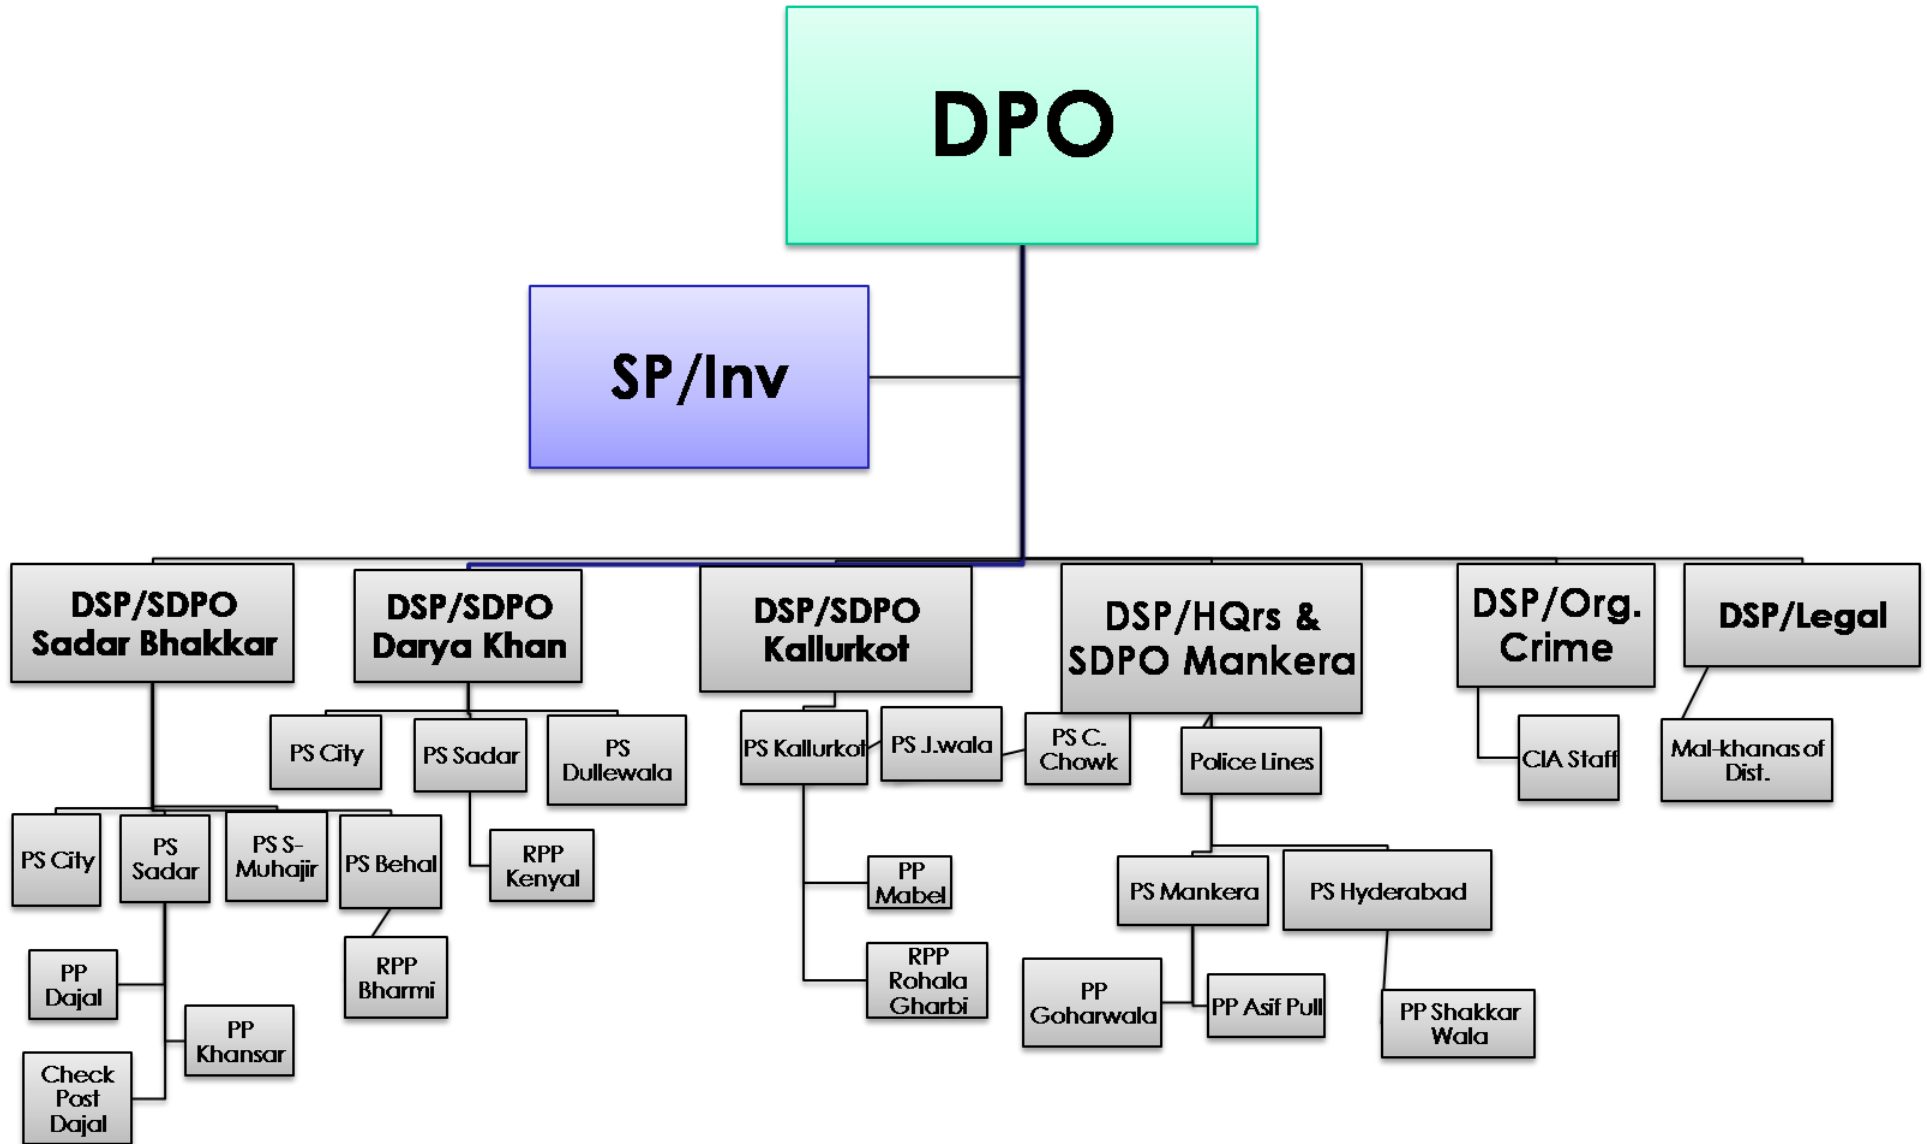 DPO
SP/Inv
DSP/SDPO
Sadar Bhakkar
DSP/SDPO
Darya Khan
DSP/SDPO
Kallurkot
DSP/HQrs &
SDPO Mankera
DSP/Org.
Crime
DSP/Legal
PS City
PS Sadar
PS
Dullewala
PS Kallurkot
PS J.wala
PS C.
Chowk
Police Lines
CIA Staff
Mal-khanas of
Dist.
PS City
PS
Sadar
PS S-
Muhajir
PS Behal
RPP
Kenyal
PP
Mabel
PS Mankera
PS Hyderabad
PP
Dajal
RPP
Bharmi
RPP
Rohala
Gharbi
PP
Goharwala
PP Asif Pull
PP Shakkar
Wala
PP
Khansar
Check
Post
Dajal